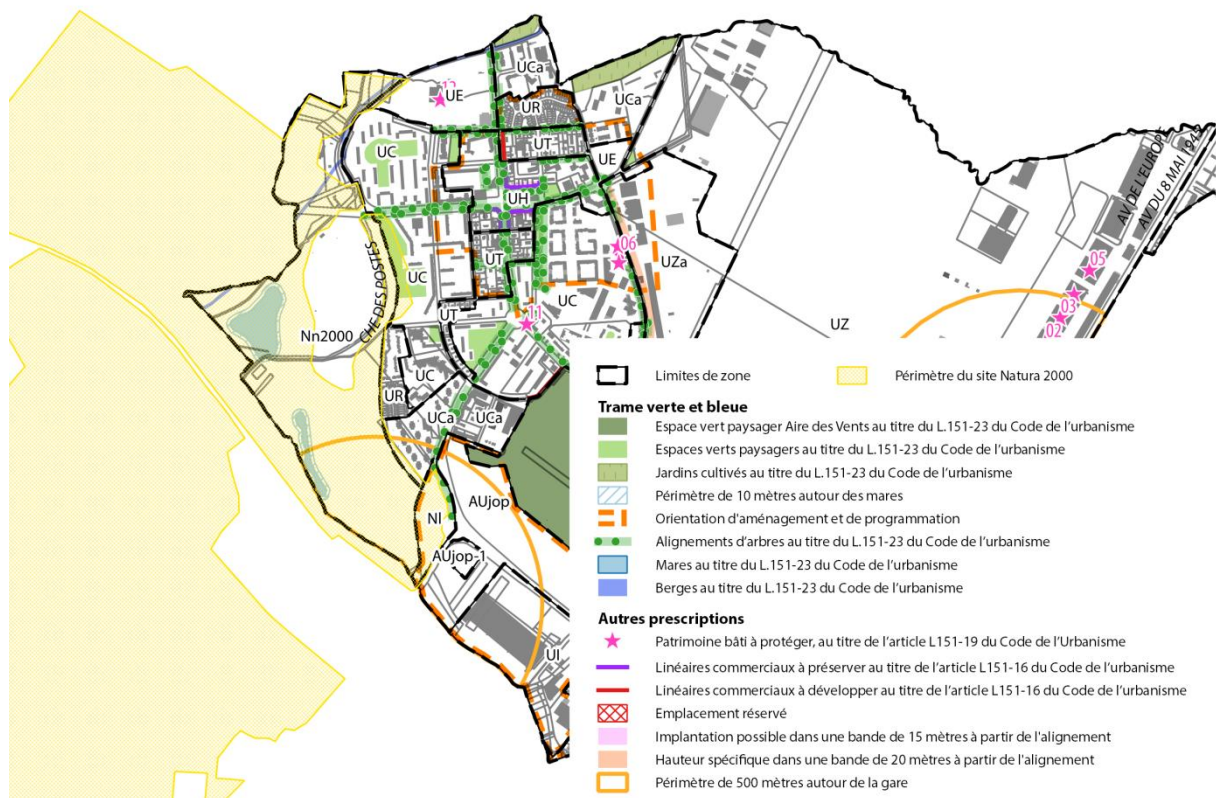 UCa
12
UE
UR
UCa
UT
UC
UE
UH
AV DE L'EUROPE
AV DU 8 MAI 1945
CHE DES POSTES
06
UC
UT
UZa
05
UC
03
11
UT
02
UZ
Nn2000
UC
UR
UCa
UCa
AUjop
Nl
AUjop-1
UI
Limites de zone
Périmètre du site Natura 2000
Trame verte et bleue
Espace vert paysager Aire des Vents au titre du L.151-23 du Code de l'urbanisme
Espaces verts paysagers au titre du L.151-23 du Code de l'urbanisme
Jardins cultivés au titre du L.151-23 du Code de l'urbanisme
Périmètre de 10 mètres autour des mares
Orientation d'aménagement et de programmation
Alignements d'arbres au titre du L.151-23 du Code de l'urbanisme
Mares au titre du L.151-23 du Code de l'urbanisme
Berges au titre du L.151-23 du Code de l'urbanisme
Autres prescriptions
Patrimoine bâti à protéger, au titre de l'article L151-19 du Code de l'Urbanisme
Linéaires commerciaux à préserver au titre de l'article L151-16 du Code de l'urbanisme
Linéaires commerciaux à développer au titre de l'article L151-16 du Code de l'urbanisme
Emplacement réservé
Implantation possible dans une bande de 15 mètres à partir de l'alignement
Hauteur spécifique dans une bande de 20 mètres à partir de l'alignement
Périmètre de 500 mètres autour de la gare